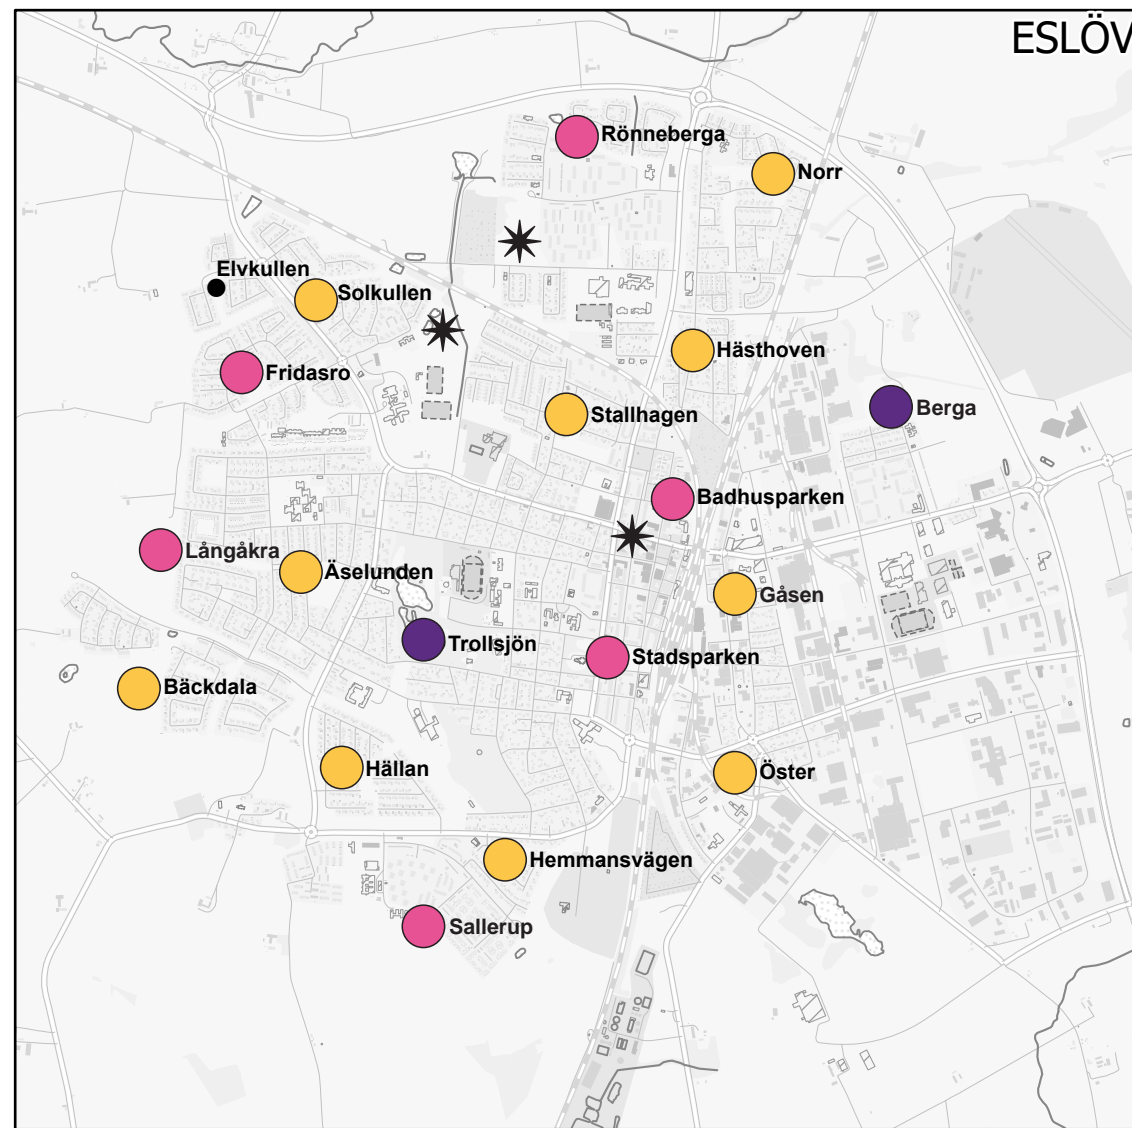 ESLÖV
Rönneberga
Norr
Elvkullen
Solkullen
Hästhoven
Fridasro
Stallhagen
Berga
Badhusparken
Långåkra
Äselunden
Gåsen
Trollsjön
Stadsparken
Bäckdala
Hällan
Öster
Hemmansvägen
Sallerup